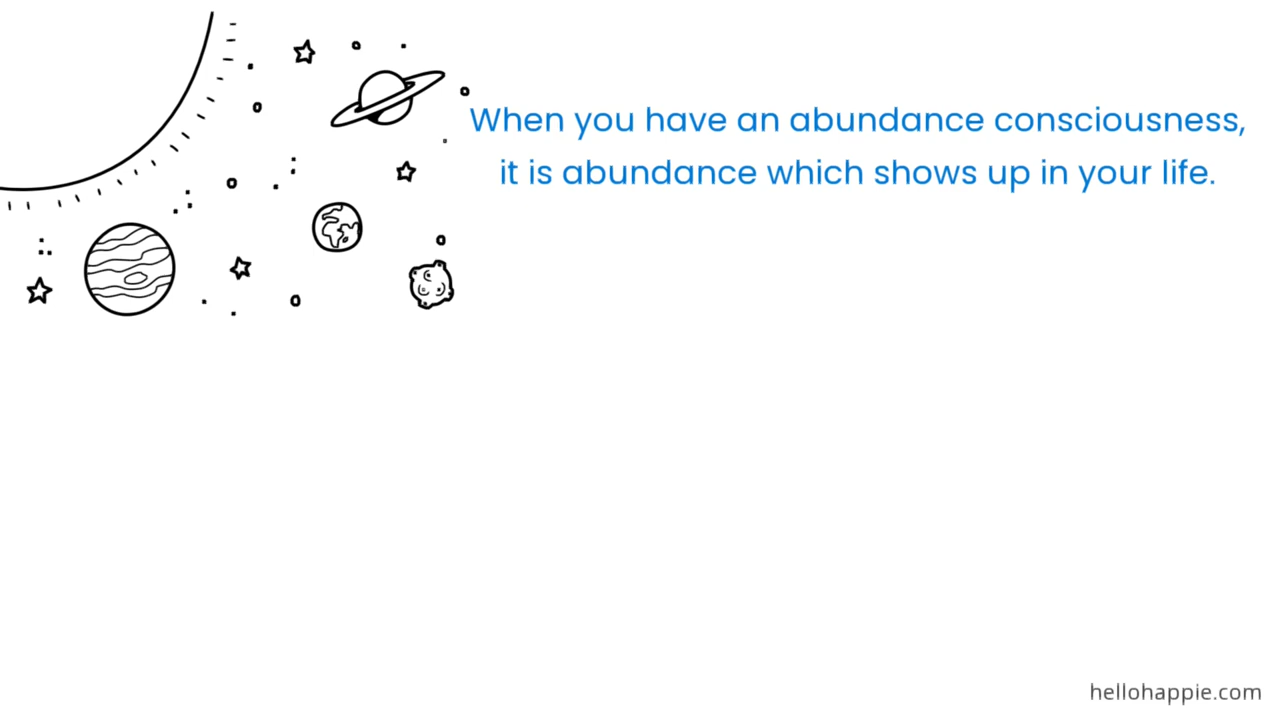 When you have an abundance consciousness,
it is abundance which shows up in your life.
hellohappie.com